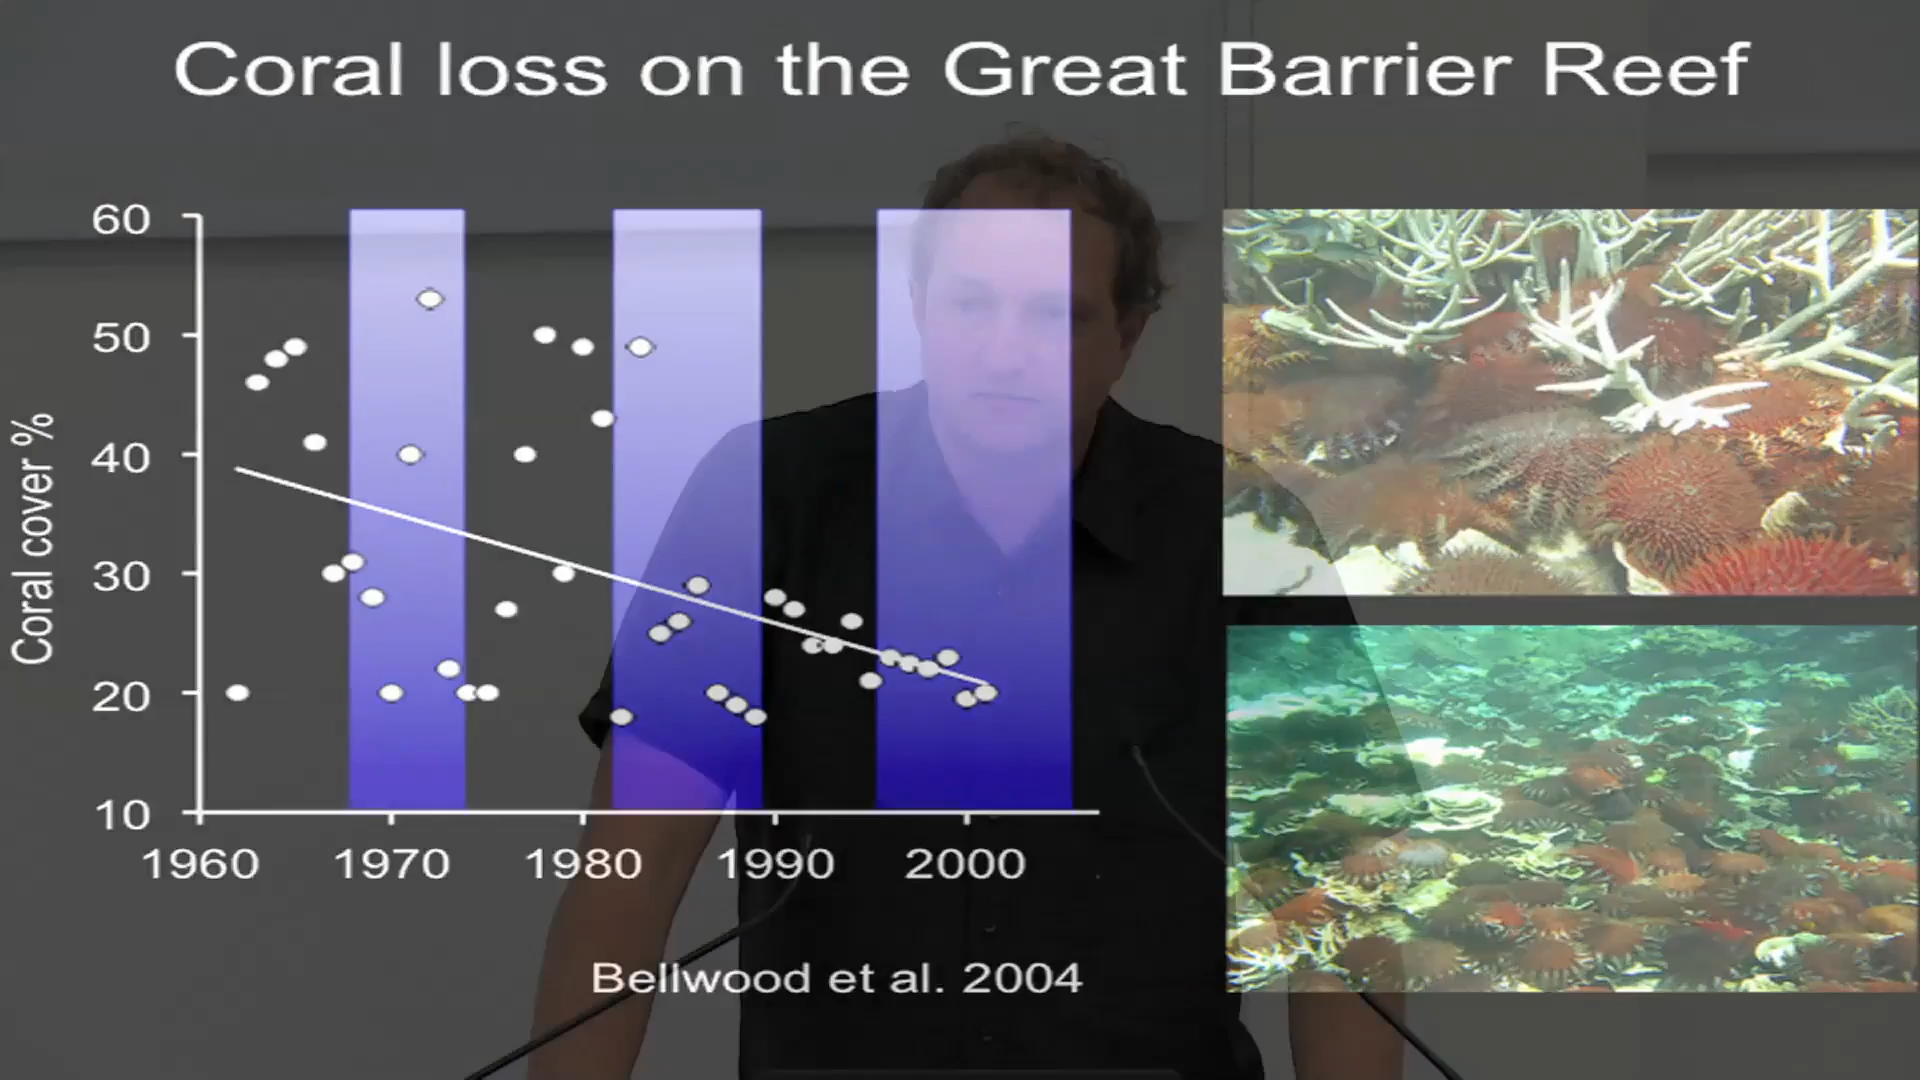 Coral loss on the Great Barrier Reef
Coral cover %
60
50
40
30
20
10
1960 1970 1980 1990 2000
Bellwood et al. 2004